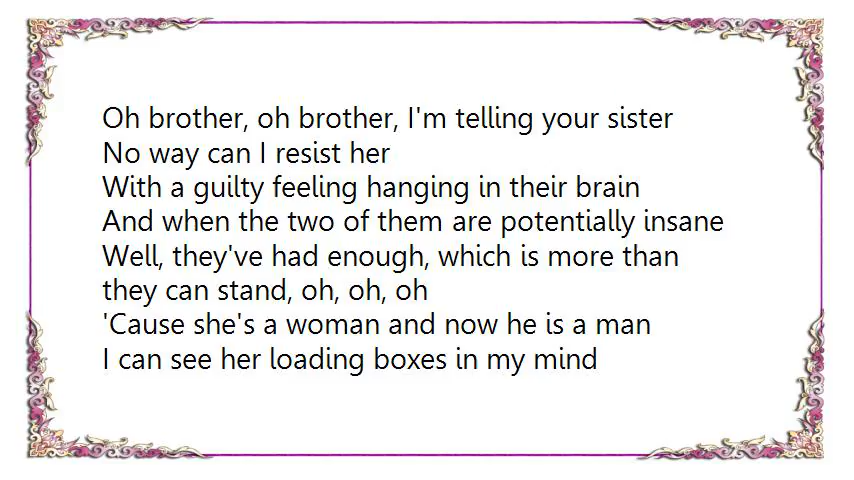 Oh brother, oh brother, I'm telling your sister
No way can I resist her
With a guilty feeling hanging in their brain
And when the two of them are potentially insane
Well, they've had enough, which is more than
they can stand, oh, oh, oh
'Cause she's a woman and now he is a man
I can see her loading boxes in my mind